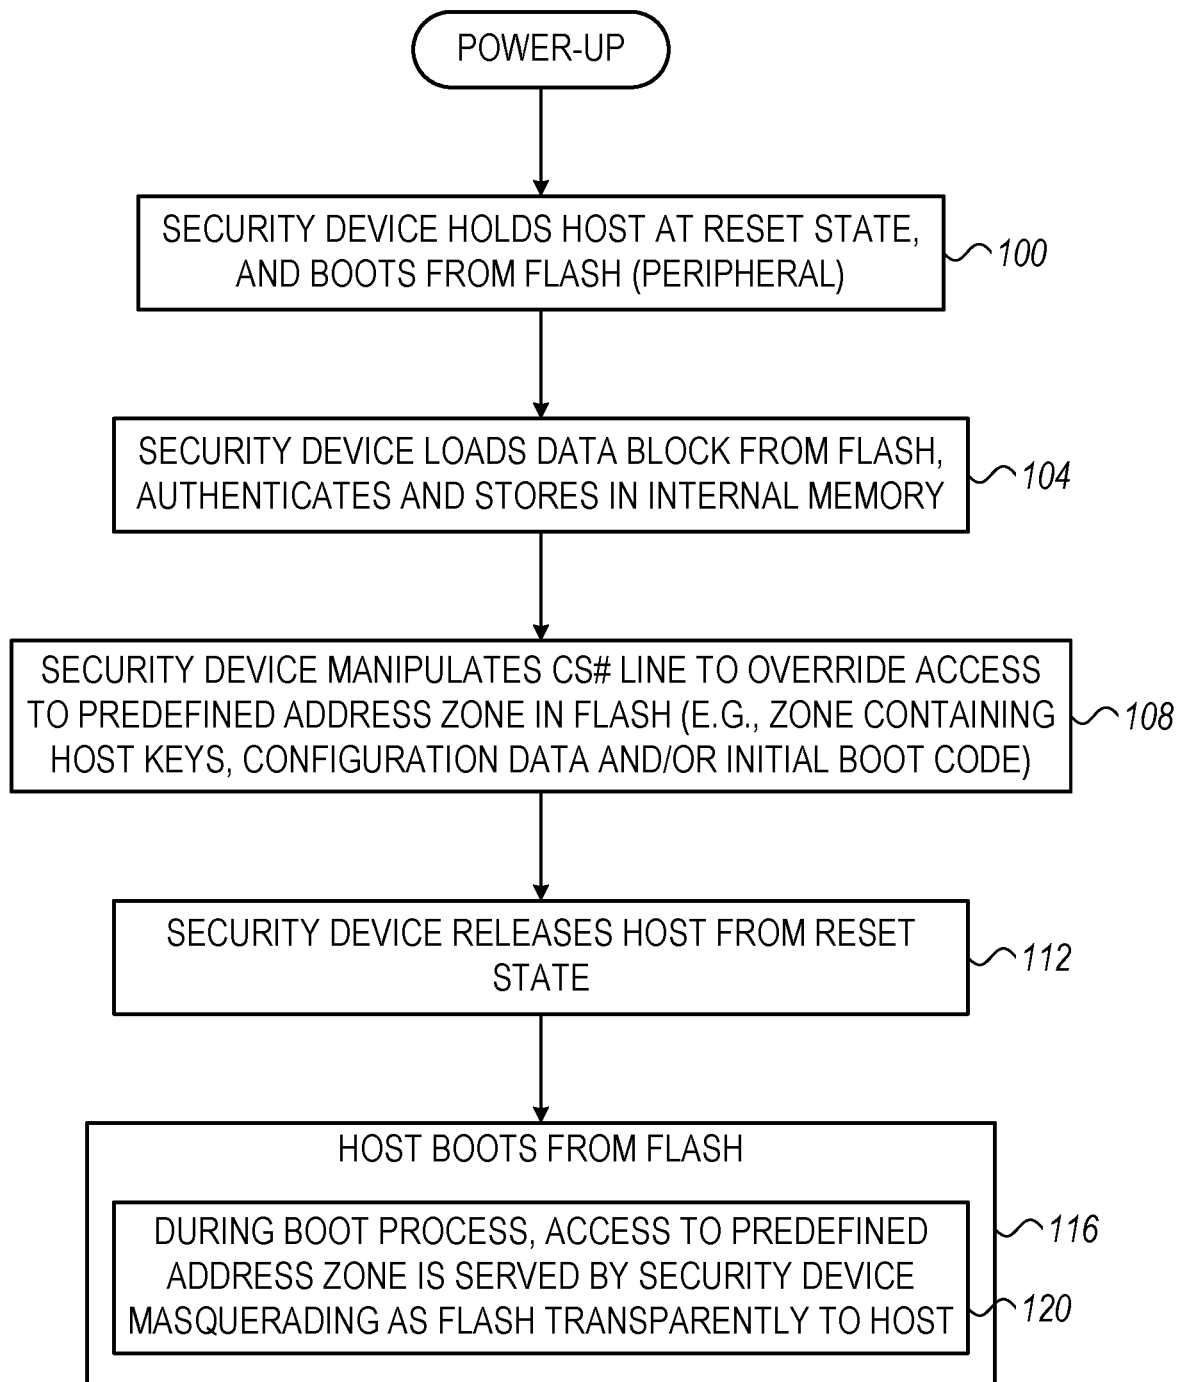 POWER-UP
SECURITY DEVICE HOLDS HOST AT RESET STATE,
AND BOOTS FROM FLASH (PERIPHERAL)
100
SECURITY DEVICE LOADS DATA BLOCK FROM FLASH,
AUTHENTICATES AND STORES IN INTERNAL MEMORY
104
SECURITY DEVICE MANIPULATES CS# LINE TO OVERRIDE ACCESS
TO PREDEFINED ADDRESS ZONE IN FLASH (E.G., ZONE CONTAINING
HOST KEYS, CONFIGURATION DATA AND/OR INITIAL BOOT CODE)
108
SECURITY DEVICE RELEASES HOST FROM RESET
STATE
112
HOST BOOTS FROM FLASH
116
DURING BOOT PROCESS, ACCESS TO PREDEFINED
ADDRESS ZONE IS SERVED BY SECURITY DEVICE
MASQUERADING AS FLASH TRANSPARENTLY TO HOST
120